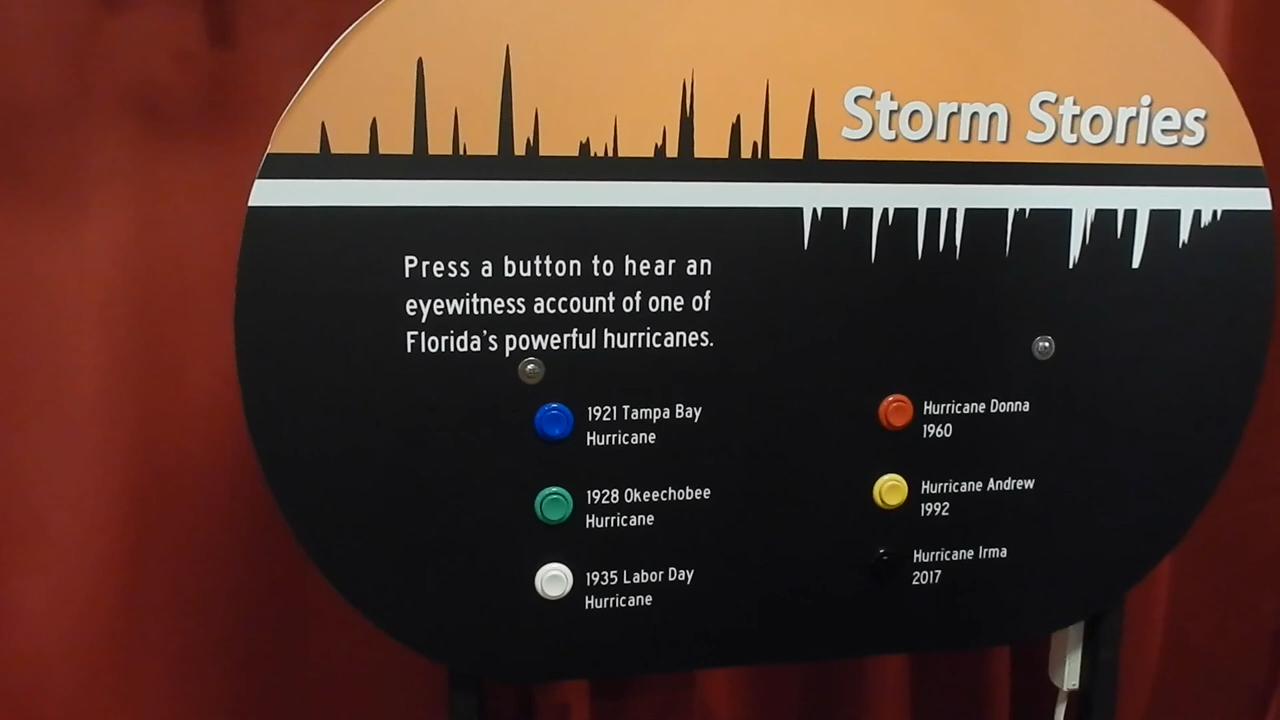 Storm Stories
Press a button to hear an
eyewitness account of one of
Florida's powerful hurricanes.
1921 Tampa Bay
Hurricane
1928 Okeechobee
Hurricane
1935 Labor Day
Hurricane
Hurricane Donna
1960
Hurricane Andrew
1992
Hurricane Irma
2017